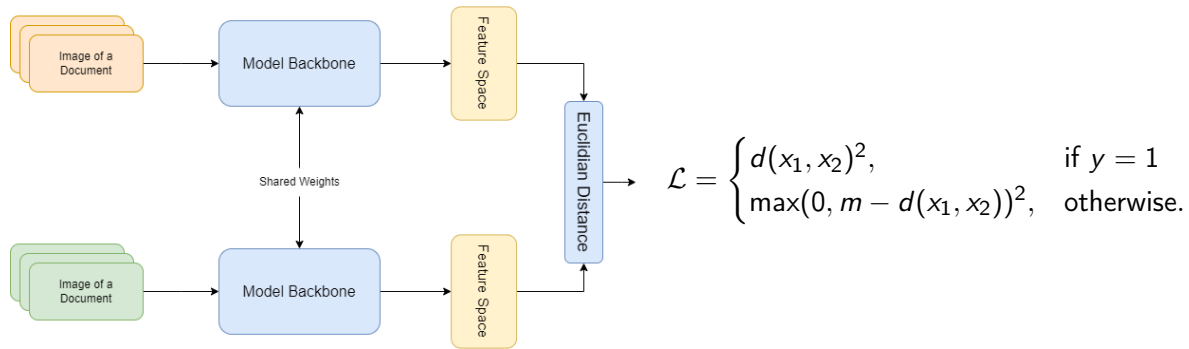 Image of a
Document
Model Backbone
Feature Space
Shared Weights
Euclidian Distance
Image of a
Document
Model Backbone
Feature Space
ℒ = { d(x₁, x₂)², if y = 1
max(0, m − d(x₁, x₂))², otherwise.